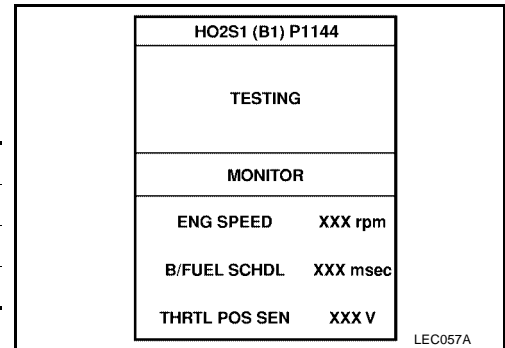 HO2S1 (B1) P1144
TESTING
MONITOR
ENG SPEED XXX rpm
B/FUEL SCHDL XXX msec
THRTL POS SEN XXX V
LEC057A